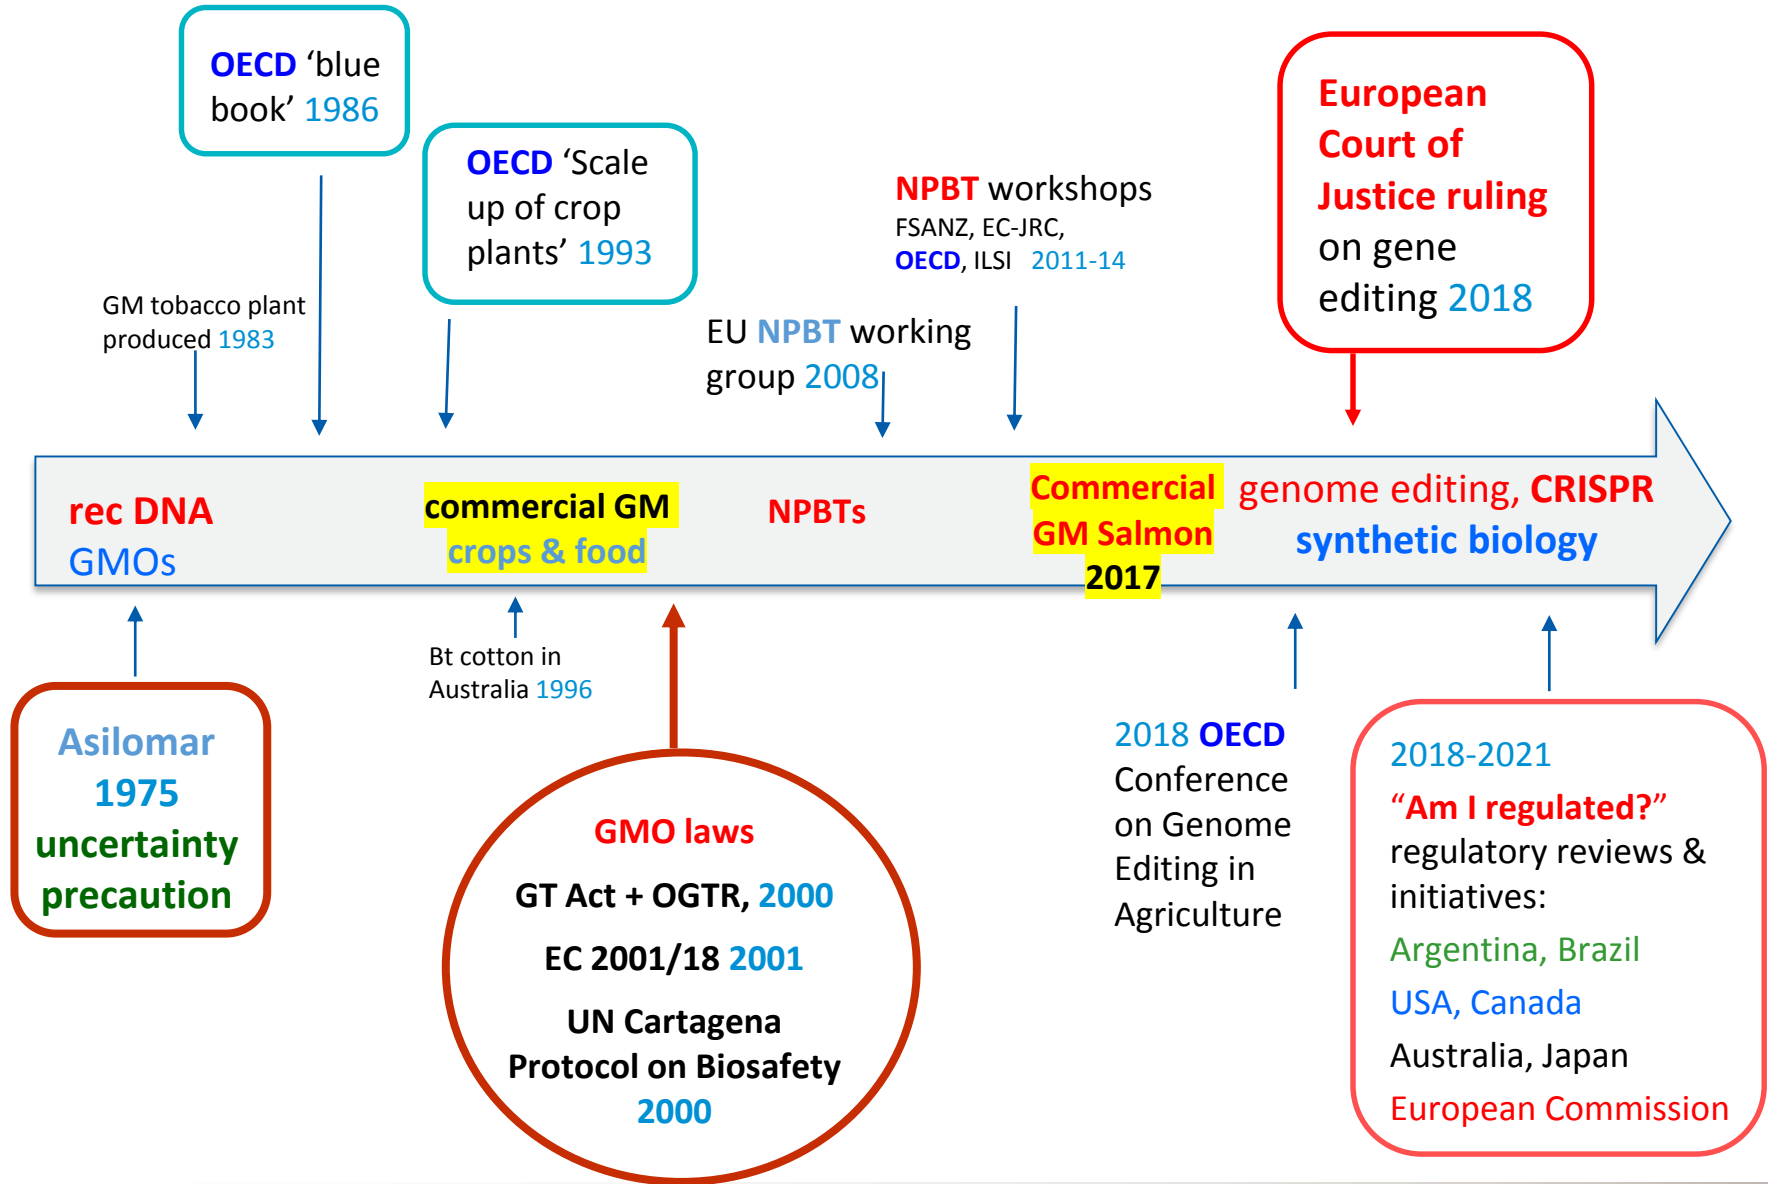 OECD ‘blue
book’ 1986
OECD ‘Scale
up of crop
plants’ 1993
GM tobacco plant
produced 1983
EU NPBT working
group 2008
NPBT workshops
FSANZ, EC-JRC,
OECD, ILSI 2011-14
European
Court of
Justice ruling
on gene
editing 2018
rec DNA
GMOs
commercial GM
crops & food
NPBTs
Commercial
GM Salmon
2017
genome editing, CRISPR
synthetic biology
Asilomar
1975
uncertainty
precaution
Bt cotton in
Australia 1996
GMO laws
GT Act + OGTR, 2000
EC 2001/18 2001
UN Cartagena
Protocol on Biosafety
2000
2018 OECD
Conference
on Genome
Editing in
Agriculture
2018-2021
“Am I regulated?”
regulatory reviews &
initiatives:
Argentina, Brazil
USA, Canada
Australia, Japan
European Commission